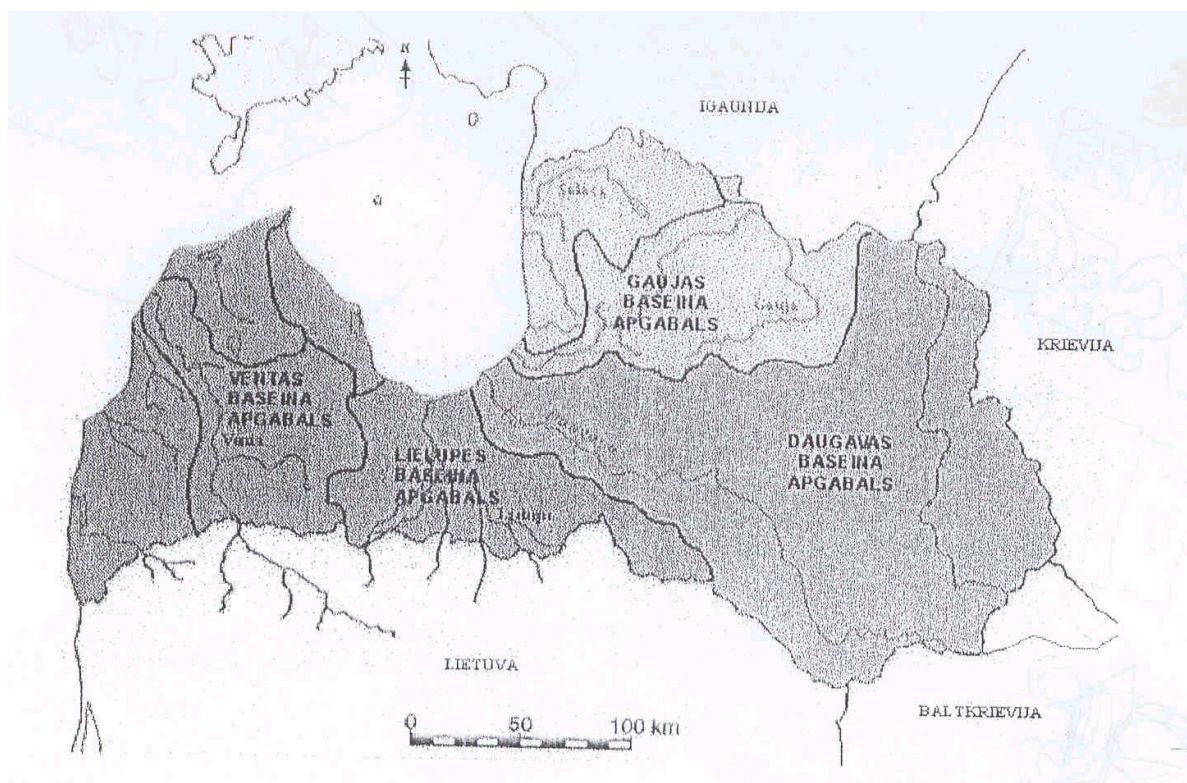 N
IGAUNIJA
Salaca
GAUJAS
BASEINA
APGABALS
Gauja
KRIEVIJA
VENTAS
BASEINA
APGABALS
Venta
LIELUPES
BASEINA
APGABALS
DAUGAVAS
BASEINA
APGABALS
LIETUVA
BALTKRIEVIJA
0 50 100 km